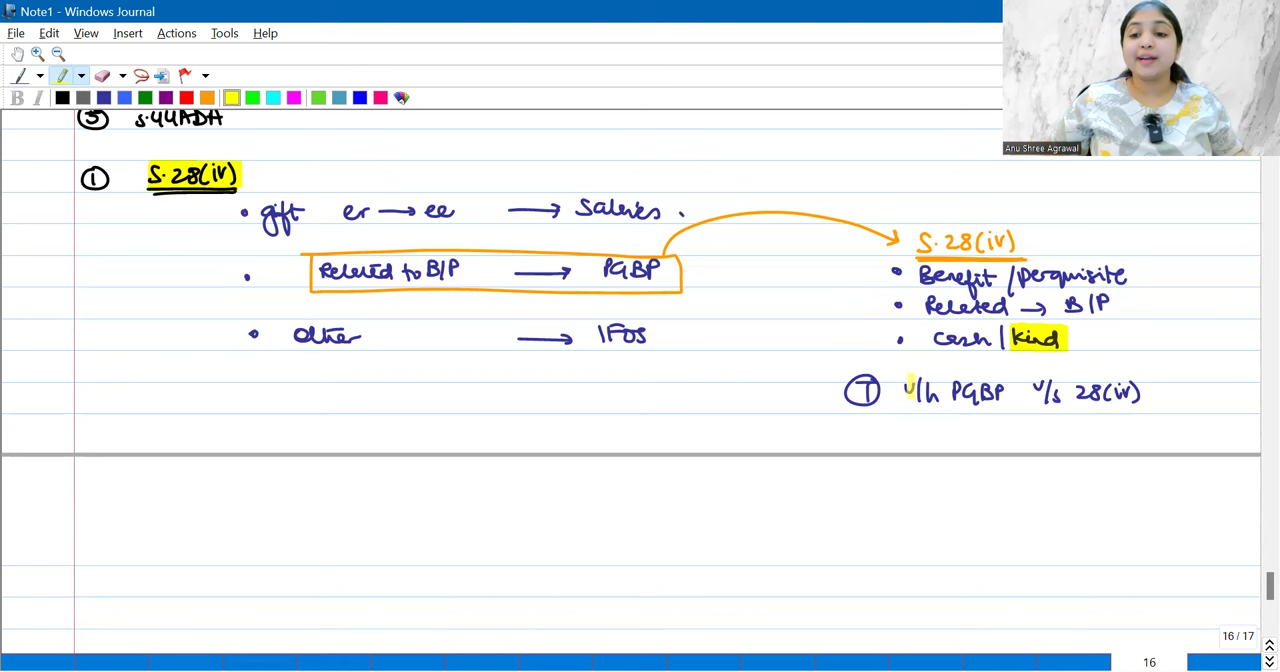 Note1 - Windows Journal
File Edit View Insert Actions Tools Help
B I
Anu Shree Agrawal
③ S.44ADA
① S.28(iv)
• gift er → ee → Salaries.
• Related to B/P → PGBP
• other → IFOS
S.28(iv)
• Benefit / Perquisite
• Related → B/P
• cash / kind
Ⓣ u/h PGBP u/s 28(iv)
16 / 17
16